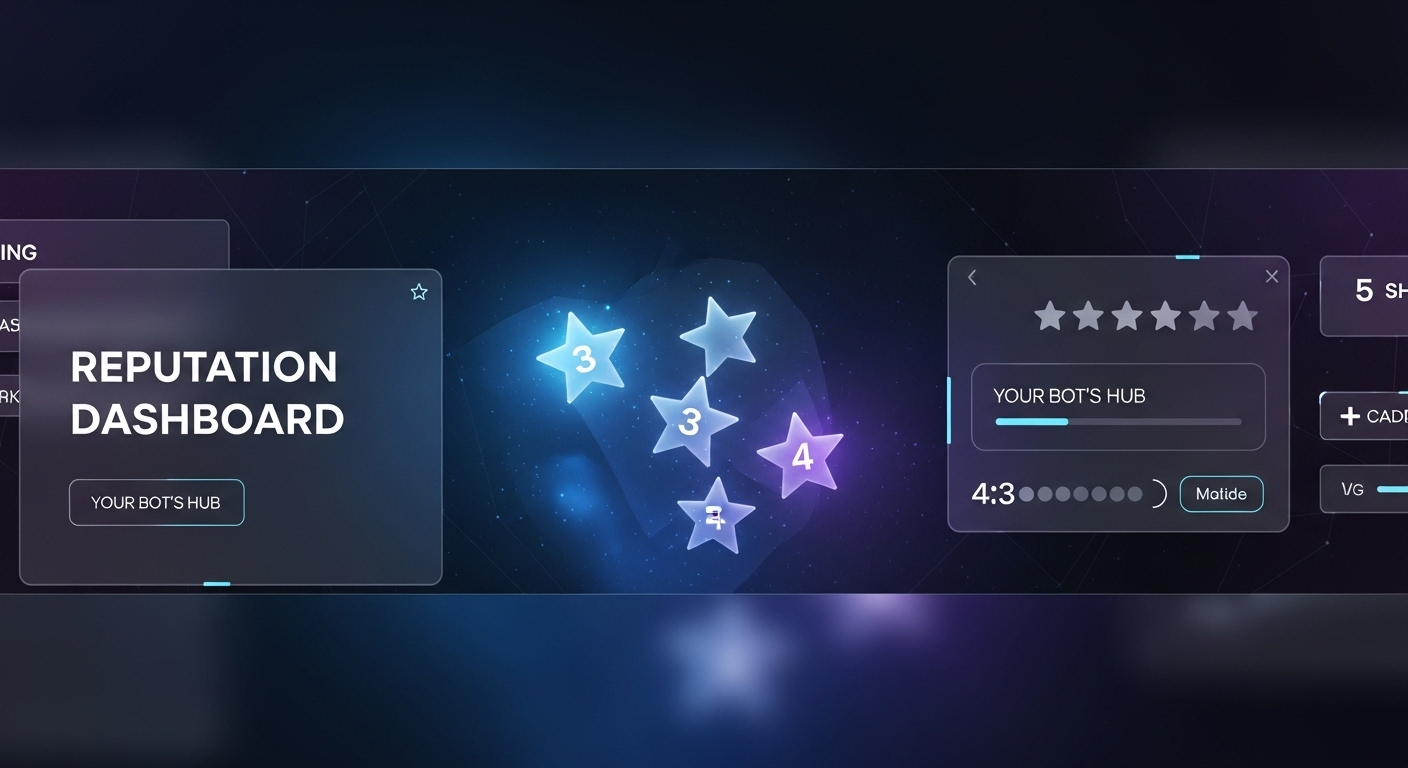 ING
AS
RK
REPUTATION
DASHBOARD
YOUR BOT'S HUB
3
3
4
YOUR BOT'S HUB
4:3
Matide
5 SH
+ CADE
VG